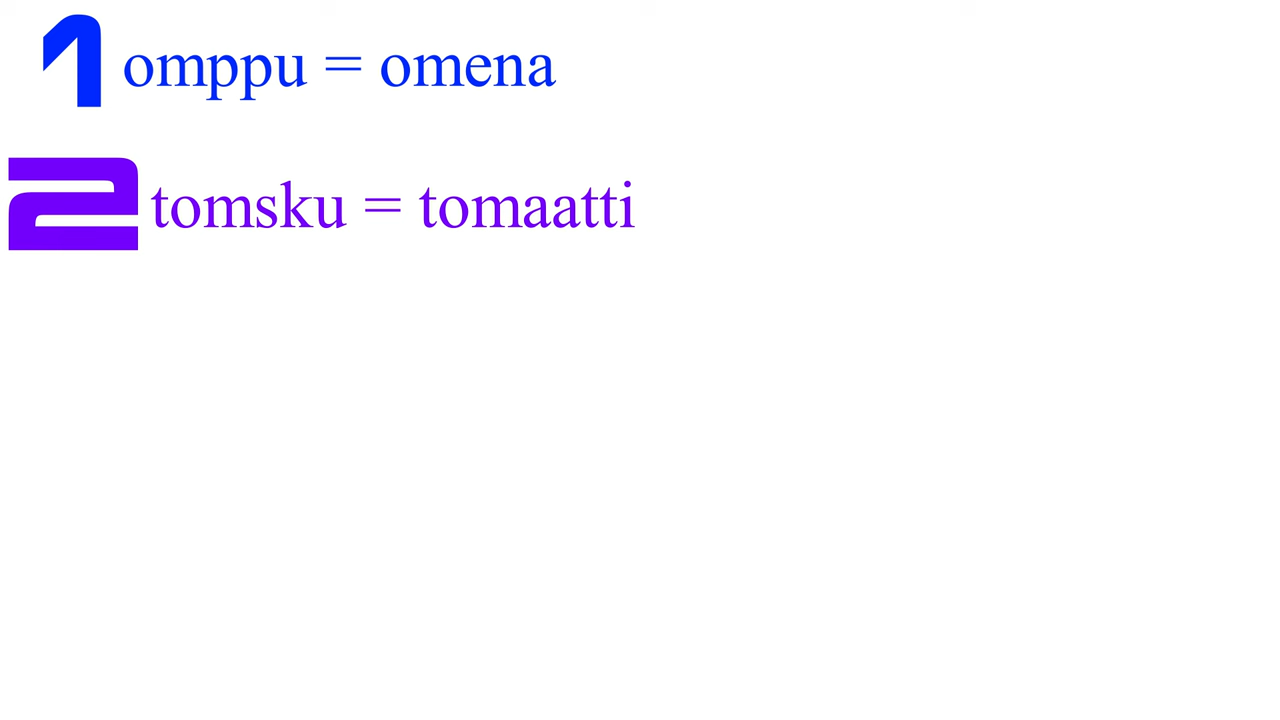 1 omppu = omena
2 tomsku = tomaatti